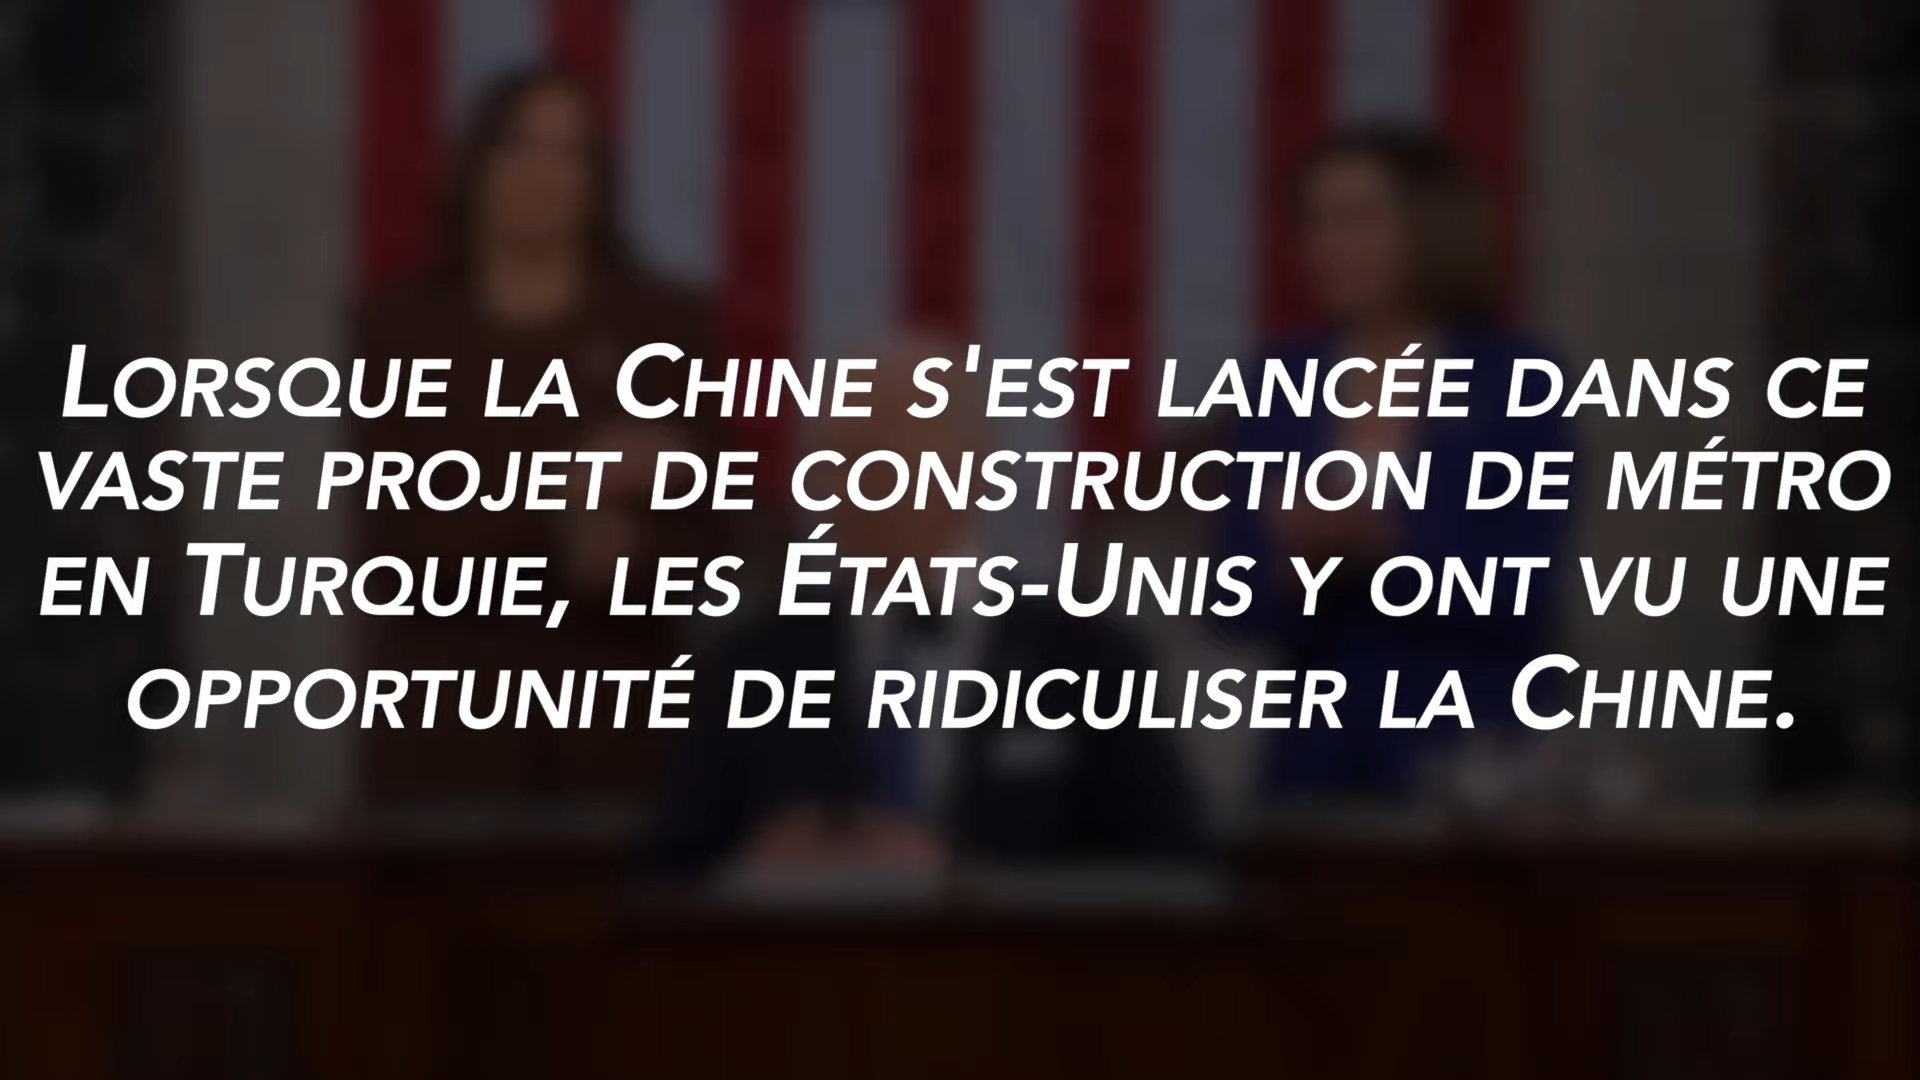 Lorsque la Chine s'est lancée dans ce
vaste projet de construction de métro
en Turquie, les États-Unis y ont vu une
opportunité de ridiculiser la Chine.